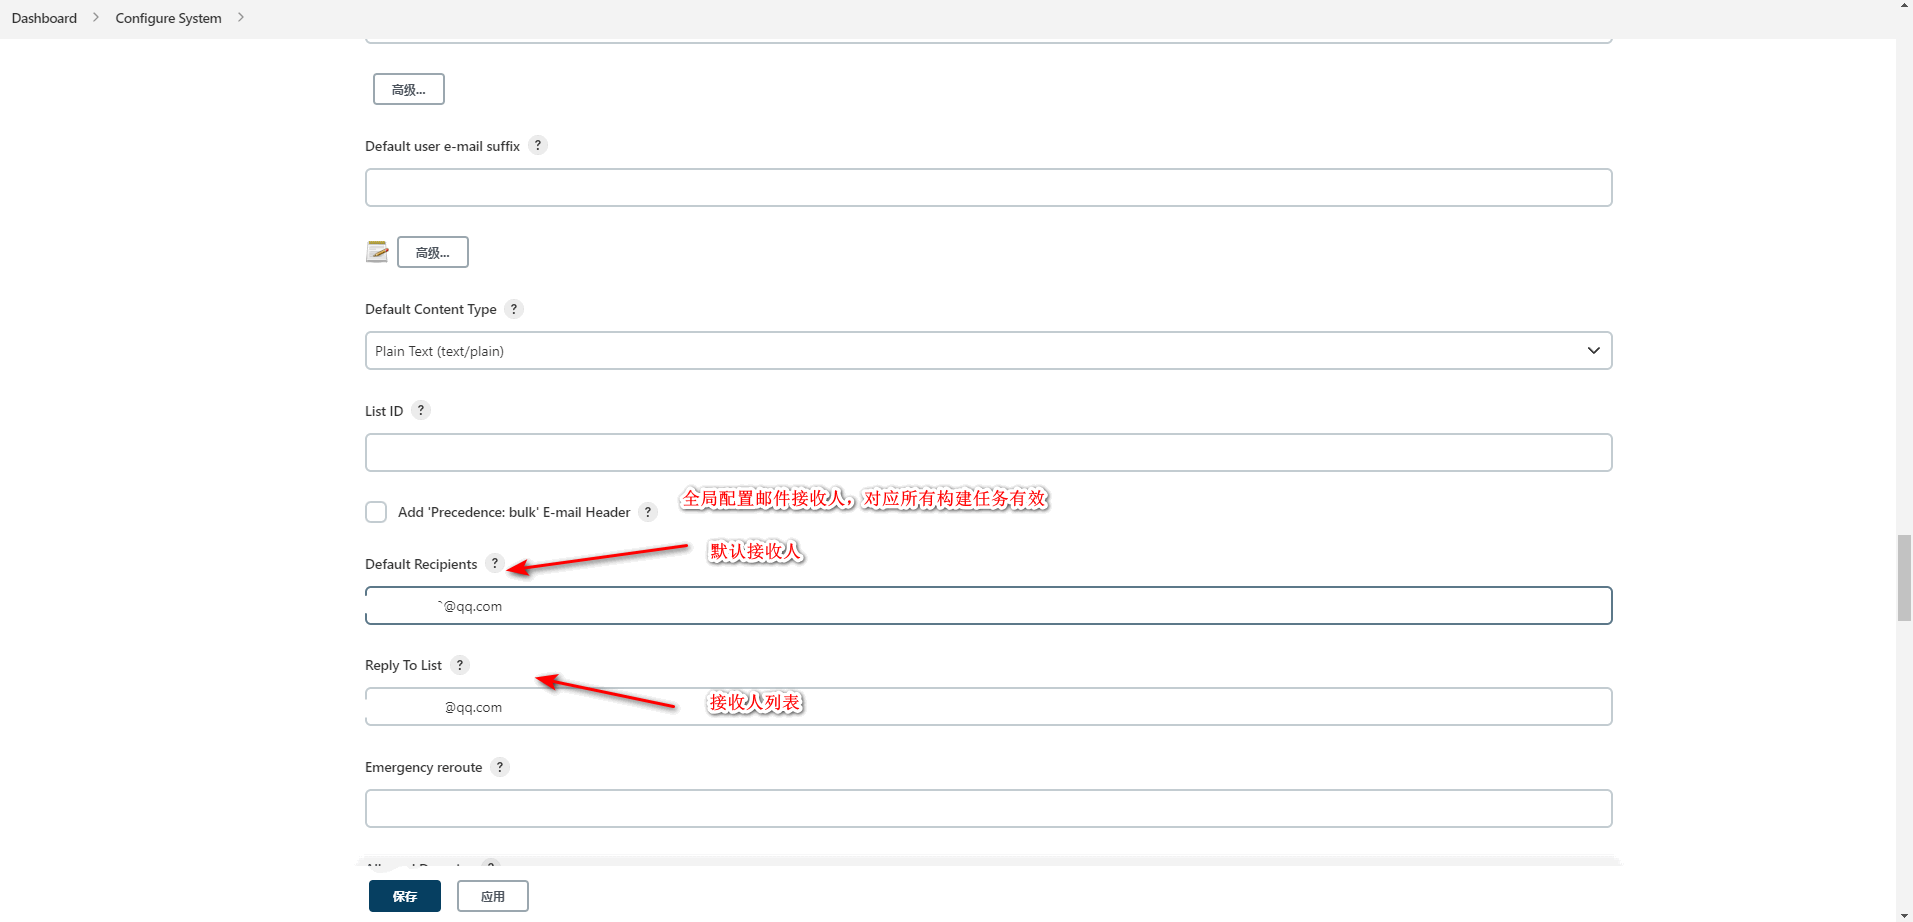 Dashboard > Configure System >
高级...
Default user e-mail suffix ?
高级...
Default Content Type ?
Plain Text (text/plain)
List ID ?
全局配置邮件接收人，对应所有构建任务有效
Add 'Precedence: bulk' E-mail Header ?
默认接收人
Default Recipients ?
@qq.com
Reply To List ?
接收人列表
@qq.com
Emergency reroute ?
保存 应用